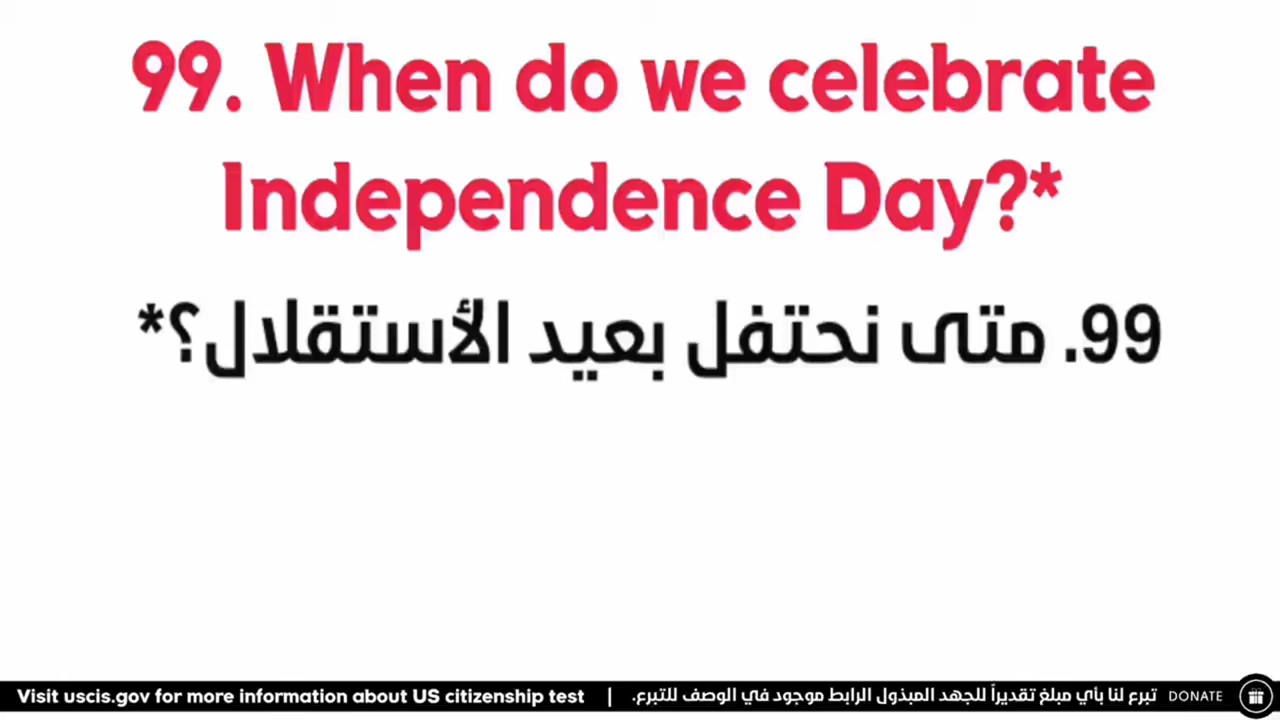 99. When do we celebrate
Independence Day?*
99. متى نحتفل بعيد الأستقلال؟*
Visit uscis.gov for more information about US citizenship test | تبرع لنا بأي مبلغ تقديراً للجهد المبذول الرابط موجود في الوصف للتبرع. DONATE